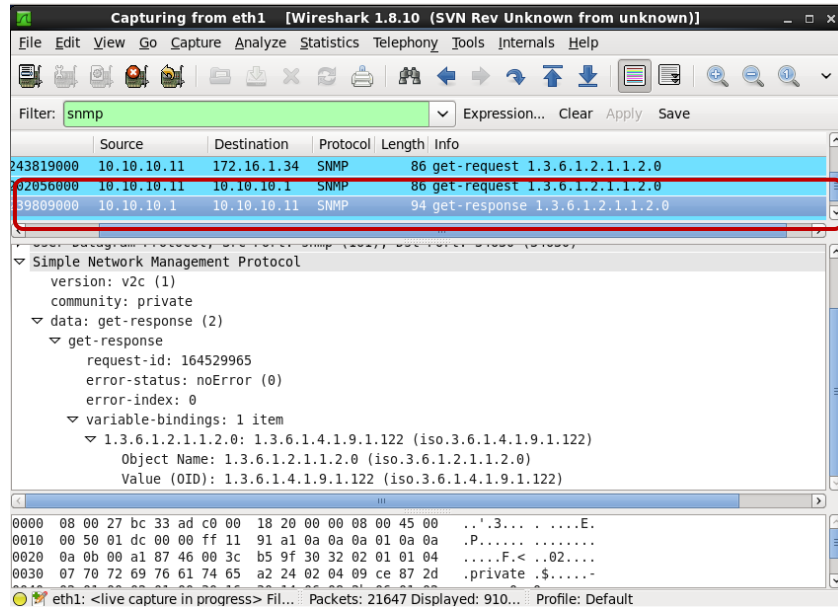 Capturing from eth1 [Wireshark 1.8.10 (SVN Rev Unknown from unknown)]
File Edit View Go Capture Analyze Statistics Telephony Tools Internals Help
Filter: snmp Expression... Clear Apply Save
Source Destination Protocol Length Info
243819000 10.10.10.11 172.16.1.34 SNMP 86 get-request 1.3.6.1.2.1.1.2.0
02056000 10.10.10.11 10.10.10.1 SNMP 86 get-request 1.3.6.1.2.1.1.2.0
39809000 10.10.10.1 10.10.10.11 SNMP 94 get-response 1.3.6.1.2.1.1.2.0
Simple Network Management Protocol
version: v2c (1)
community: private
data: get-response (2)
get-response
request-id: 164529965
error-status: noError (0)
error-index: 0
variable-bindings: 1 item
1.3.6.1.2.1.1.2.0: 1.3.6.1.4.1.9.1.122 (iso.3.6.1.4.1.9.1.122)
Object Name: 1.3.6.1.2.1.1.2.0 (iso.3.6.1.2.1.1.2.0)
Value (OID): 1.3.6.1.4.1.9.1.122 (iso.3.6.1.4.1.9.1.122)
0000 08 00 27 bc 33 ad c0 00 18 20 00 00 08 00 45 00 ..'.3... . ....E.
0010 00 50 01 dc 00 00 ff 11 91 a1 0a 0a 0a 01 0a 0a .P...... ........
0020 0a 0b 00 a1 87 46 00 3c b5 9f 30 32 02 01 01 04 .....F.< ..02....
0030 07 70 72 69 76 61 74 65 a2 24 02 04 09 ce 87 2d .private .$.....-
eth1: <live capture in progress> Fil... Packets: 21647 Displayed: 910... Profile: Default